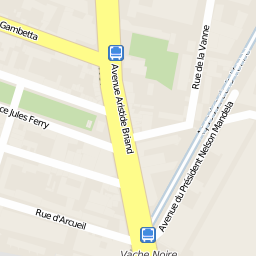 Gambetta
Avenue Aristide Briand
Rue de la Vanne
ce Jules Ferry
Avenue du Président Nelson Mandela
Rue d'Arcueil
Vache Noire